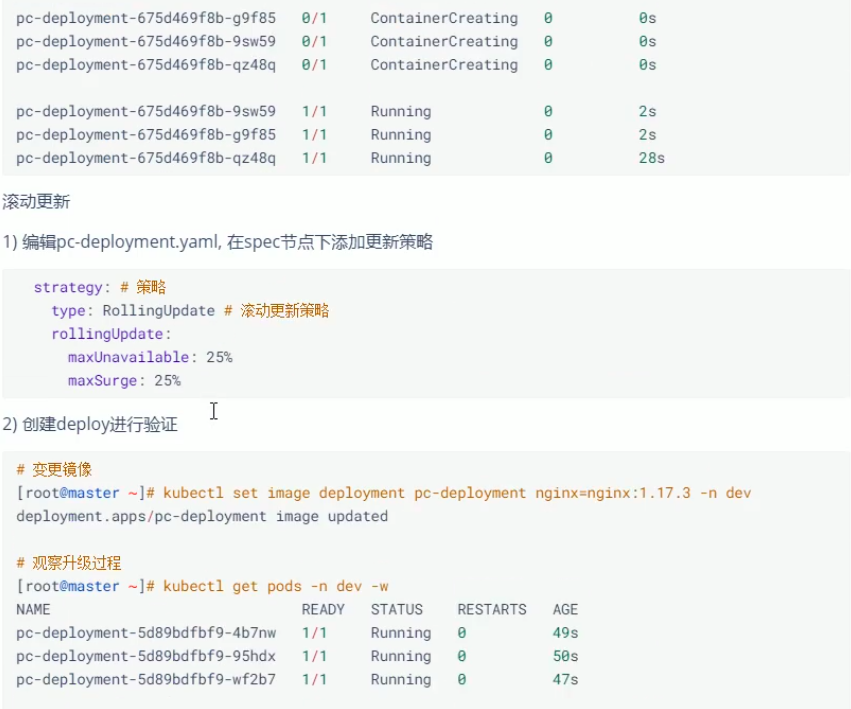 pc-deployment-675d469f8b-g9f85   0/1     ContainerCreating   0          0s
pc-deployment-675d469f8b-9sw59   0/1     ContainerCreating   0          0s
pc-deployment-675d469f8b-qz48q   0/1     ContainerCreating   0          0s
pc-deployment-675d469f8b-9sw59   1/1     Running             0          2s
pc-deployment-675d469f8b-g9f85   1/1     Running             0          2s
pc-deployment-675d469f8b-qz48q   1/1     Running             0          28s
滚动更新
1) 编辑pc-deployment.yaml, 在spec节点下添加更新策略
strategy: # 策略
type: RollingUpdate # 滚动更新策略
rollingUpdate:
maxUnavailable: 25%
maxSurge: 25%
2) 创建deploy进行验证
# 变更镜像
[root@master ~]# kubectl set image deployment pc-deployment nginx=nginx:1.17.3 -n dev
deployment.apps/pc-deployment image updated
# 观察升级过程
[root@master ~]# kubectl get pods -n dev -w
NAME                             READY   STATUS    RESTARTS   AGE
pc-deployment-5d89bdfbf9-4b7nw   1/1     Running   0          49s
pc-deployment-5d89bdfbf9-95hdx   1/1     Running   0          50s
pc-deployment-5d89bdfbf9-wf2b7   1/1     Running   0          47s